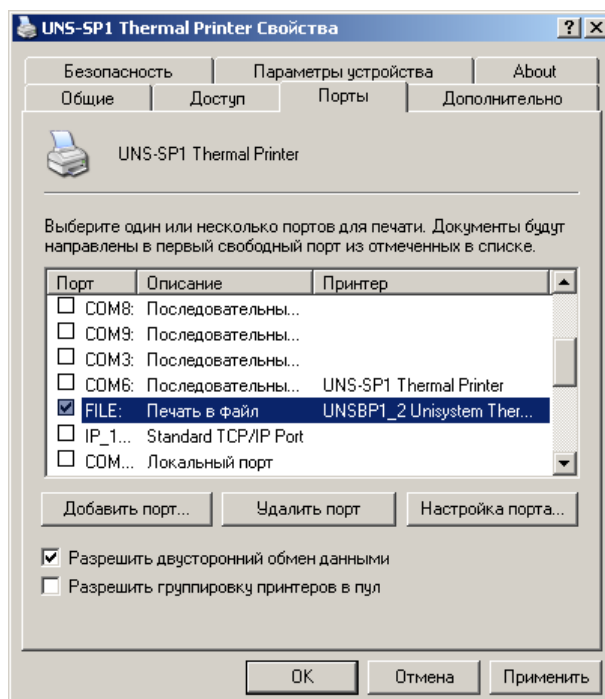 UNS-SP1 Thermal Printer Свойства
Безопасность Параметры устройства About
Общие Доступ Порты Дополнительно
UNS-SP1 Thermal Printer
Выберите один или несколько портов для печати. Документы будут
направлены в первый свободный порт из отмеченных в списке.
Порт Описание Принтер
COM8: Последовательны...
COM9: Последовательны...
COM3: Последовательны...
COM6: Последовательны... UNS-SP1 Thermal Printer
FILE: Печать в файл UNSBP1_2 Unisystem Ther...
IP_1... Standard TCP/IP Port
COM... Локальный порт
Добавить порт... Удалить порт Настройка порта...
Разрешить двусторонний обмен данными
Разрешить группировку принтеров в пул
OK Отмена Применить